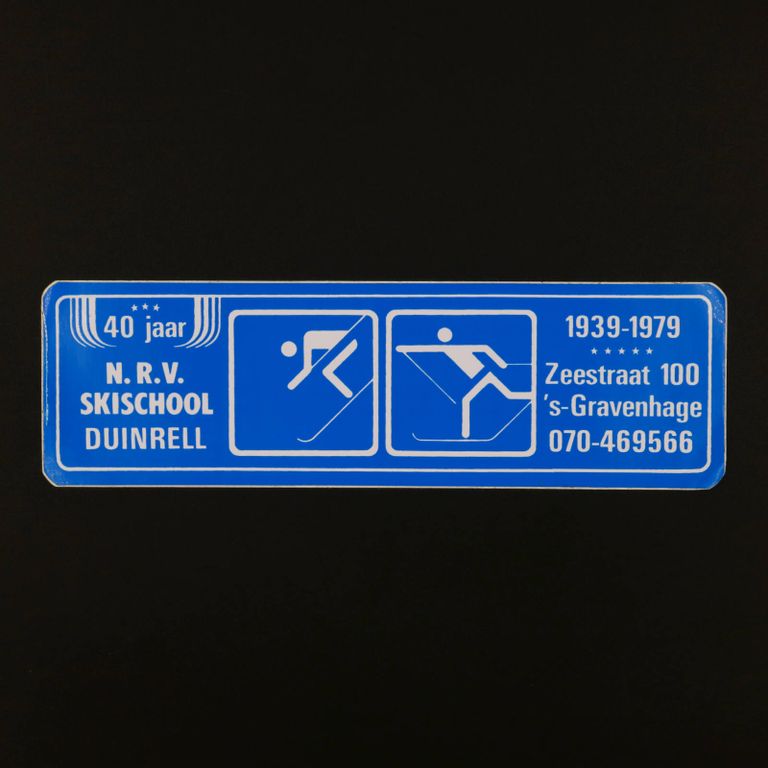 40 jaar
N.R.V.
SKISCHOOL
DUINRELL
1939-1979
Zeestraat 100
's-Gravenhage
070-469566